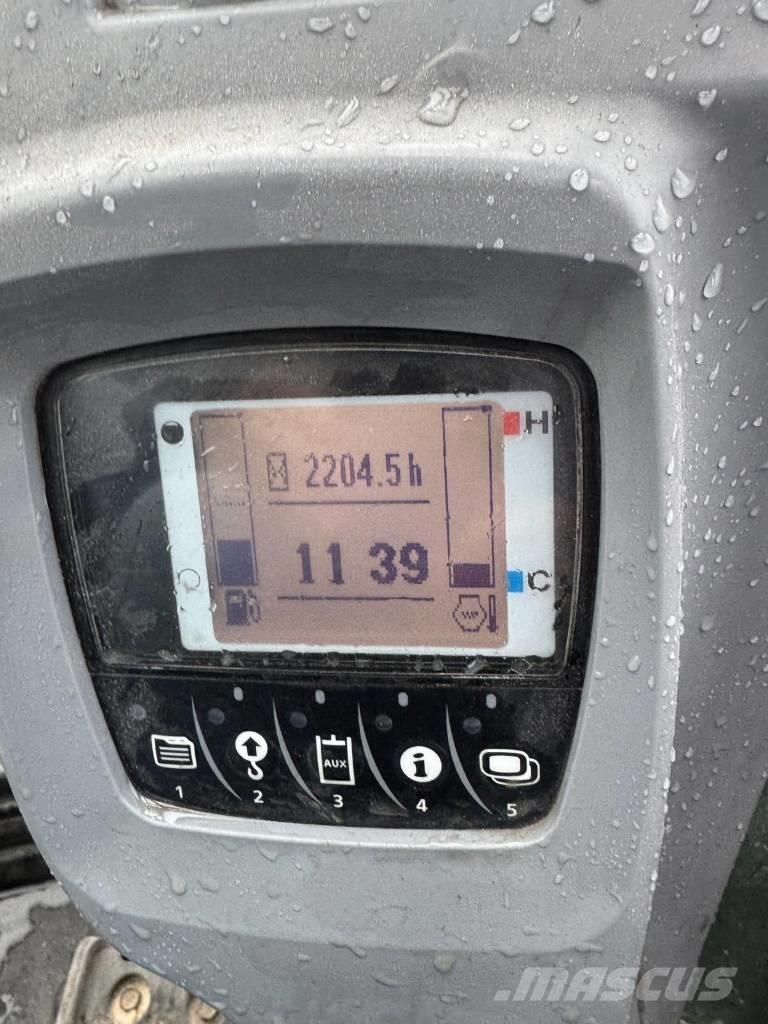 H
2204.5h
11 39
C
AUX
i
1 2 3 4 5
MASCUS